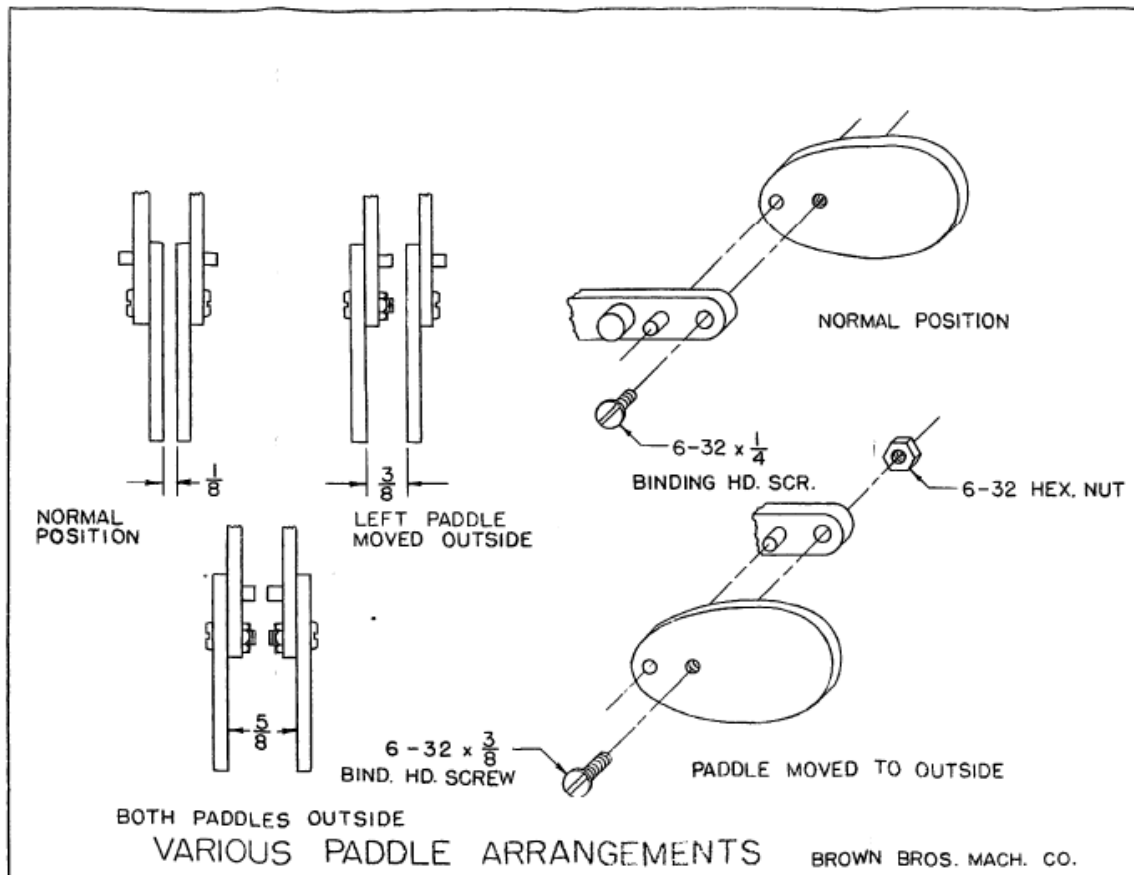 NORMAL POSITION
6-32 x 1/4
BINDING HD. SCR.
1/8
3/8
NORMAL
POSITION
LEFT PADDLE
MOVED OUTSIDE
6-32 HEX. NUT
5/8
6-32 x 3/8
BIND. HD. SCREW
PADDLE MOVED TO OUTSIDE
BOTH PADDLES OUTSIDE
VARIOUS PADDLE ARRANGEMENTS
BROWN BROS. MACH. CO.